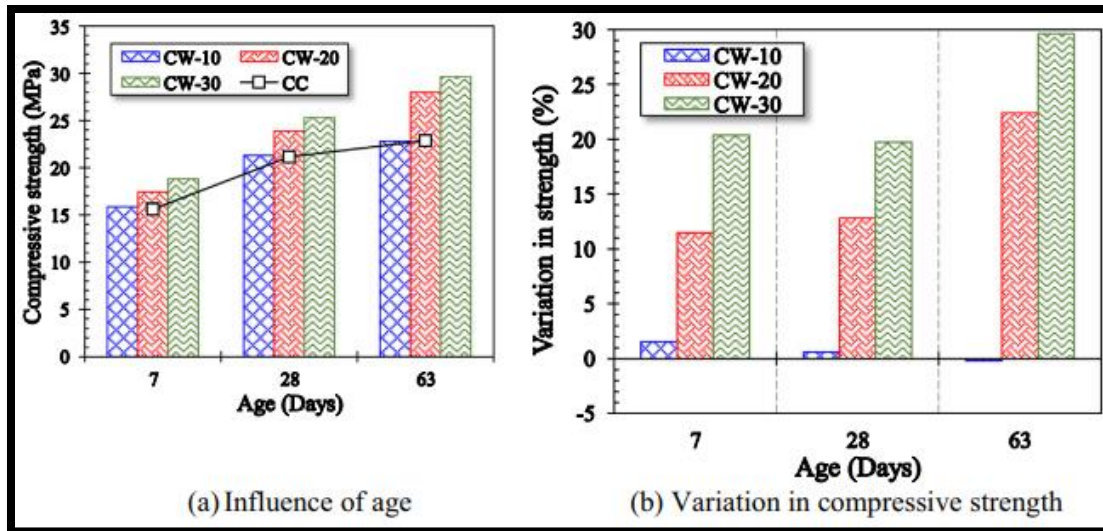 35
30
25
20
15
10
5
0
Compressive strength (MPa)
CW-10 CW-20
CW-30 CC
7 28 63
Age (Days)
(a) Influence of age
30
25
20
15
10
5
0
-5
Variation in strength (%)
CW-10
CW-20
CW-30
7 28 63
Age (Days)
(b) Variation in compressive strength